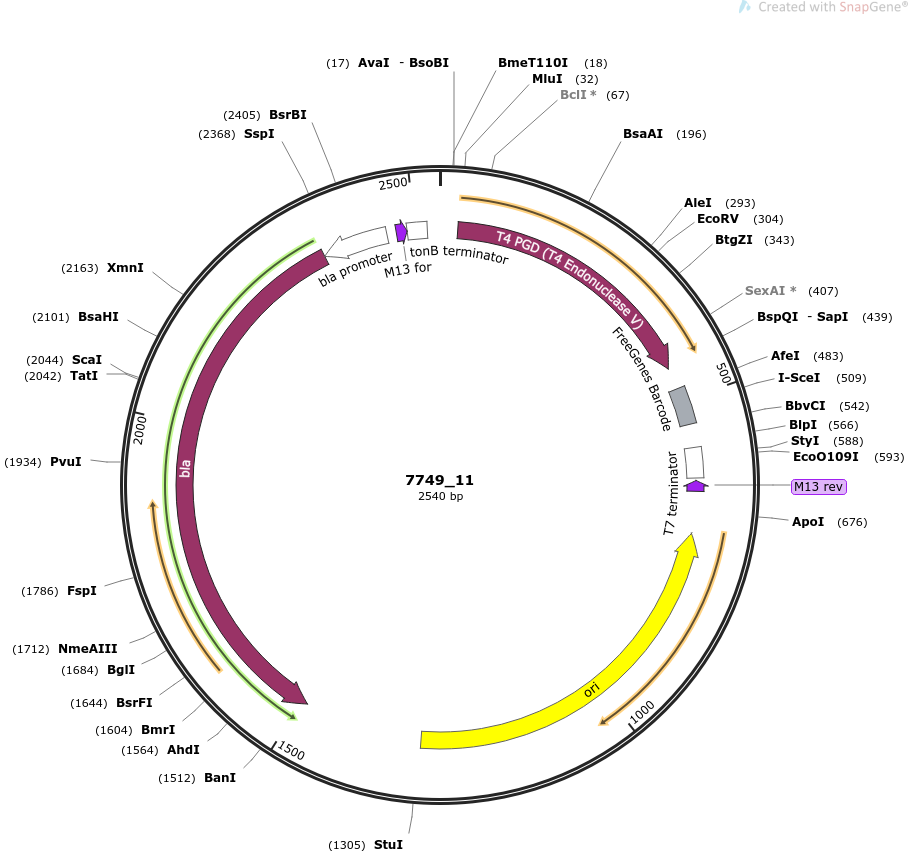 Created with SnapGene®
(17) AvaI - BsoBI
BmeT110I (18)
MluI (32)
BclI * (67)
(2405) BsrBI
(2368) SspI
BsaAI (196)
2500
AleI (293)
EcoRV (304)
BtgZI (343)
T4 PGD (T4 Endonuclease V)
tonB terminator
M13 for
bla promoter
(2163) XmnI
SexAI * (407)
(2101) BsaHI
BspQI - SapI (439)
FreeGenes Barcode
(2044) ScaI
(2042) TatI
AfeI (483)
500
I-SceI (509)
BbvCI (542)
BlpI (566)
StyI (588)
EcoO109I (593)
2000
(1934) PvuI
bla
7749_11
2540 bp
T7 terminator
M13 rev
ApoI (676)
(1786) FspI
(1712) NmeAIII
(1684) BglI
(1644) BsrFI
ori
(1604) BmrI
1000
(1564) AhdI
1500
(1512) BanI
(1305) StuI